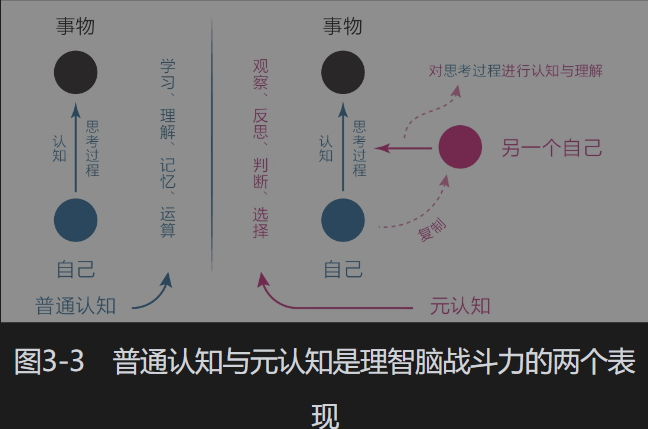 事物
学习、理解、记忆、运算
认知
思考过程
自己
普通认知
事物
观察、反思、判断、选择
对思考过程进行认知与理解
认知
思考过程
另一个自己
复制
自己
元认知
图3-3 普通认知与元认知是理智脑战斗力的两个表
现